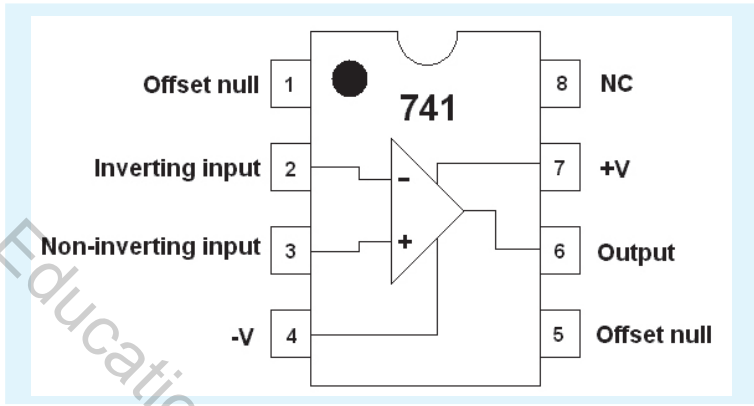 Offset null 1
741
8 NC
Inverting input 2
-
7 +V
Non-inverting input 3
+
6 Output
-V 4
5 Offset null
Educatio